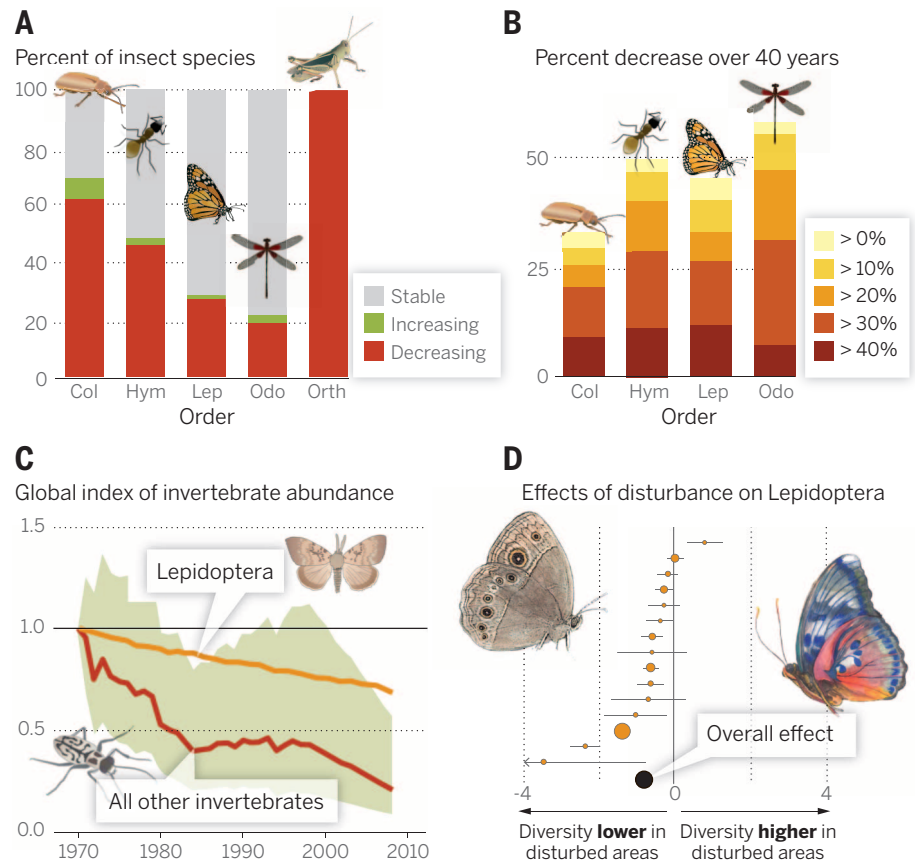 A
Percent of insect species
100
80
60
40
20
0
Col Hym Lep Odo Orth
Order
Stable
Increasing
Decreasing
B
Percent decrease over 40 years
50
25
0
Col Hym Lep Odo
Order
> 0%
> 10%
> 20%
> 30%
> 40%
C
Global index of invertebrate abundance
1.5
1.0
0.5
0.0
Lepidoptera
All other invertebrates
1970 1980 1990 2000 2010
D
Effects of disturbance on Lepidoptera
Overall effect
-4 0 4
Diversity lower in
disturbed areas
Diversity higher in
disturbed areas